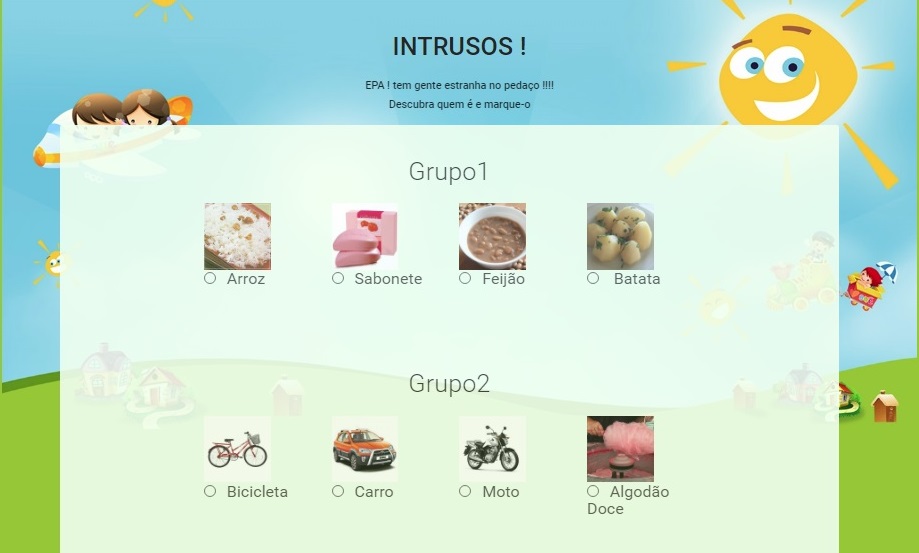 INTRUSOS !
EPA ! tem gente estranha no pedaço !!!!
Descubra quem é e marque-o
Grupo1
Arroz
Sabonete
Feijão
Batata
Grupo2
Bicicleta
Carro
Moto
Algodão
Doce